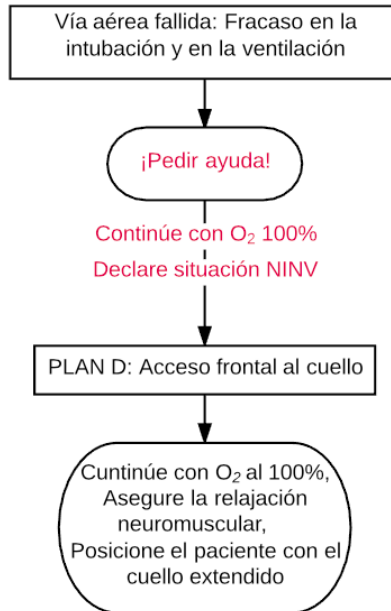 Vía aérea fallida: Fracaso en la
intubación y en la ventilación
¡Pedir ayuda!
Continúe con O₂ 100%
Declare situación NINV
PLAN D: Acceso frontal al cuello
Cuntinúe con O₂ al 100%,
Asegure la relajación
neuromuscular,
Posicione el paciente con el
cuello extendido